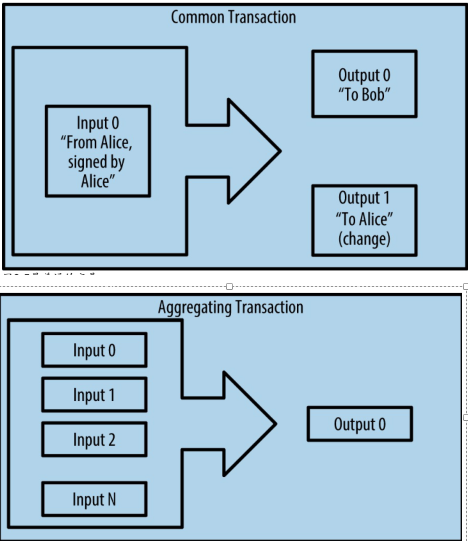 Common Transaction
Input 0
“From Alice,
signed by
Alice”
Output 0
“To Bob”
Output 1
“To Alice”
(change)
Aggregating Transaction
Input 0
Input 1
Input 2
Input N
Output 0